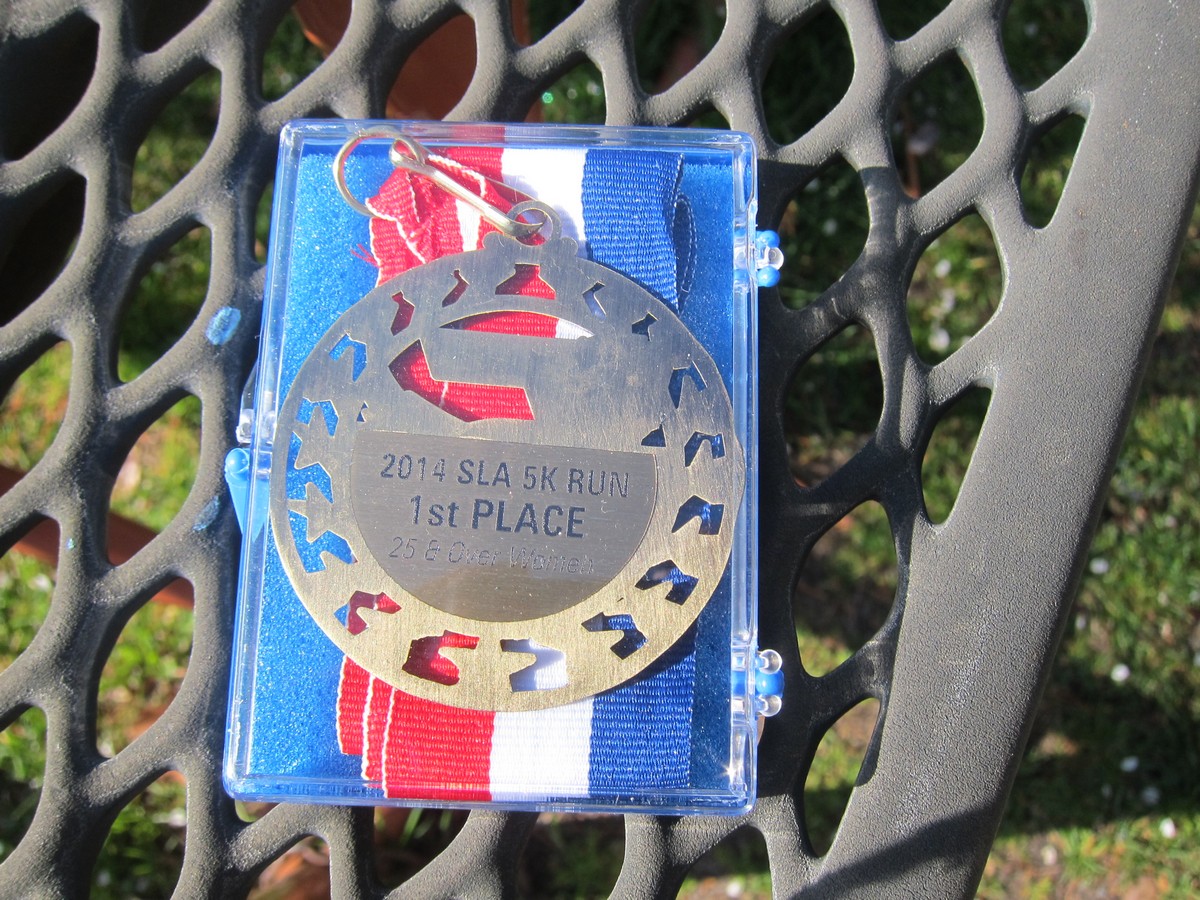 2014 SLA 5K RUN
1st PLACE
25 & Over Women